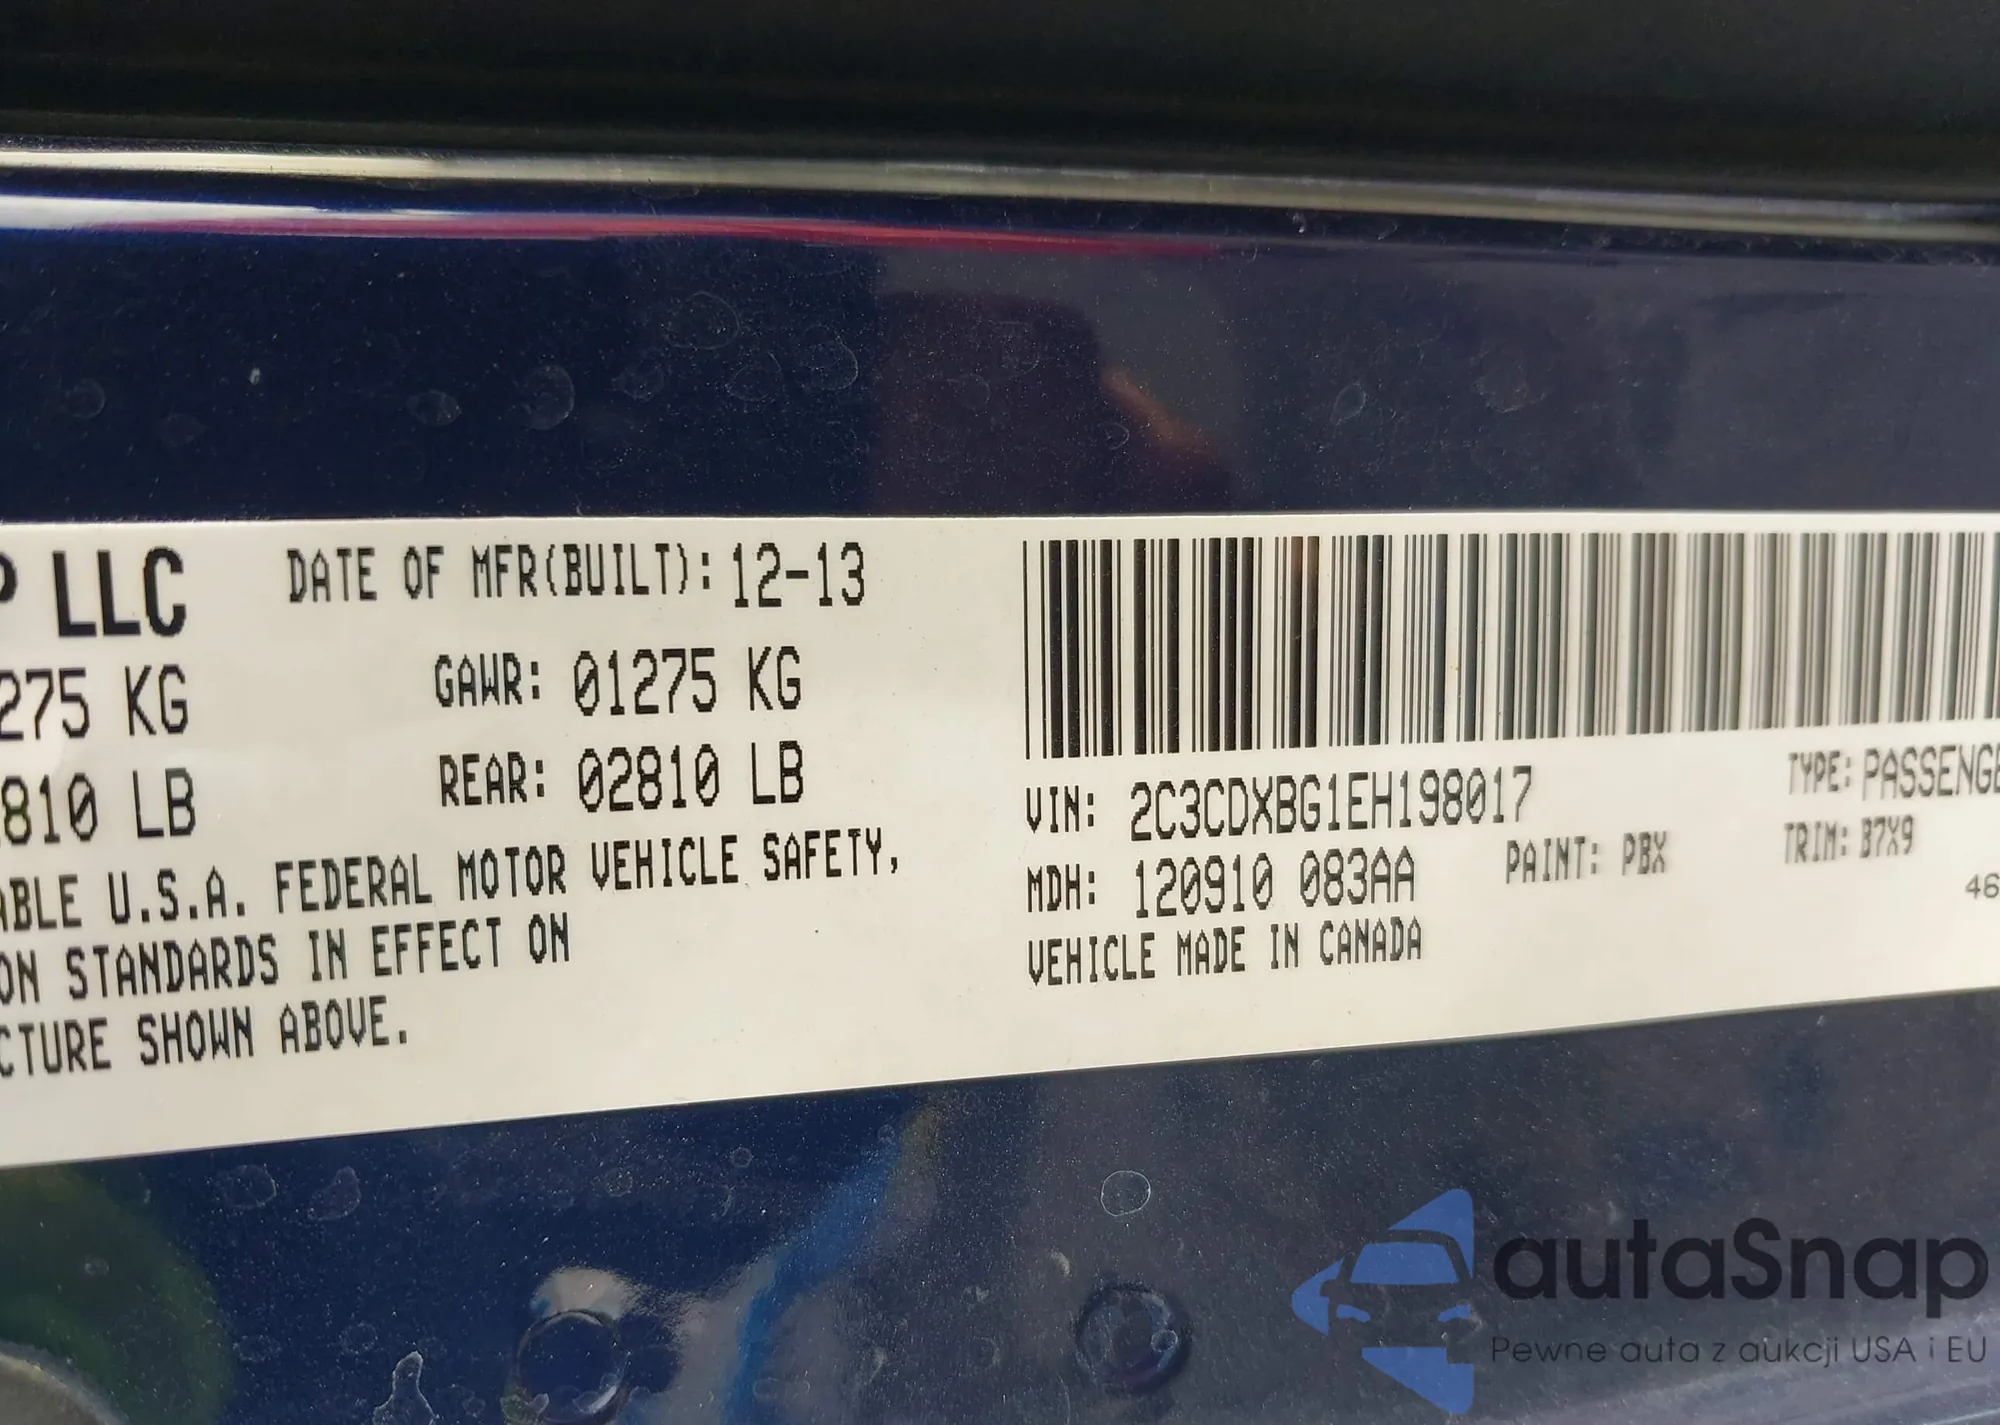 P LLC DATE OF MFR(BUILT): 12-13
275 KG GAWR: 01275 KG
810 LB REAR: 02810 LB
ABLE U.S.A. FEDERAL MOTOR VEHICLE SAFETY,
ON STANDARDS IN EFFECT ON
CTURE SHOWN ABOVE.
VIN: 2C3CDXBG1EH198017 TYPE: PASSENGE
MDH: 120910 083AA PAINT: PBX TRIM: B7X9
VEHICLE MADE IN CANADA 46
autaSnap
Pewne auta z aukcji USA i EU